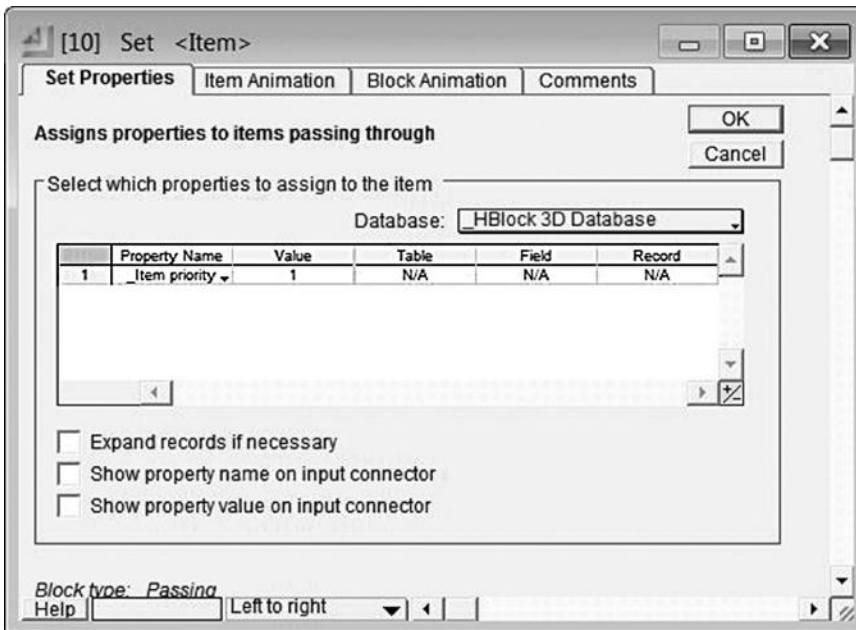 [10] Set <Item>
Set Properties Item Animation Block Animation Comments
Assigns properties to items passing through
OK
Cancel
Select which properties to assign to the item
Database: _HBlock 3D Database
Property Name Value Table Field Record
1 _Item priority 1 N/A N/A N/A
Expand records if necessary
Show property name on input connector
Show property value on input connector
Block type: Passing
Help Left to right